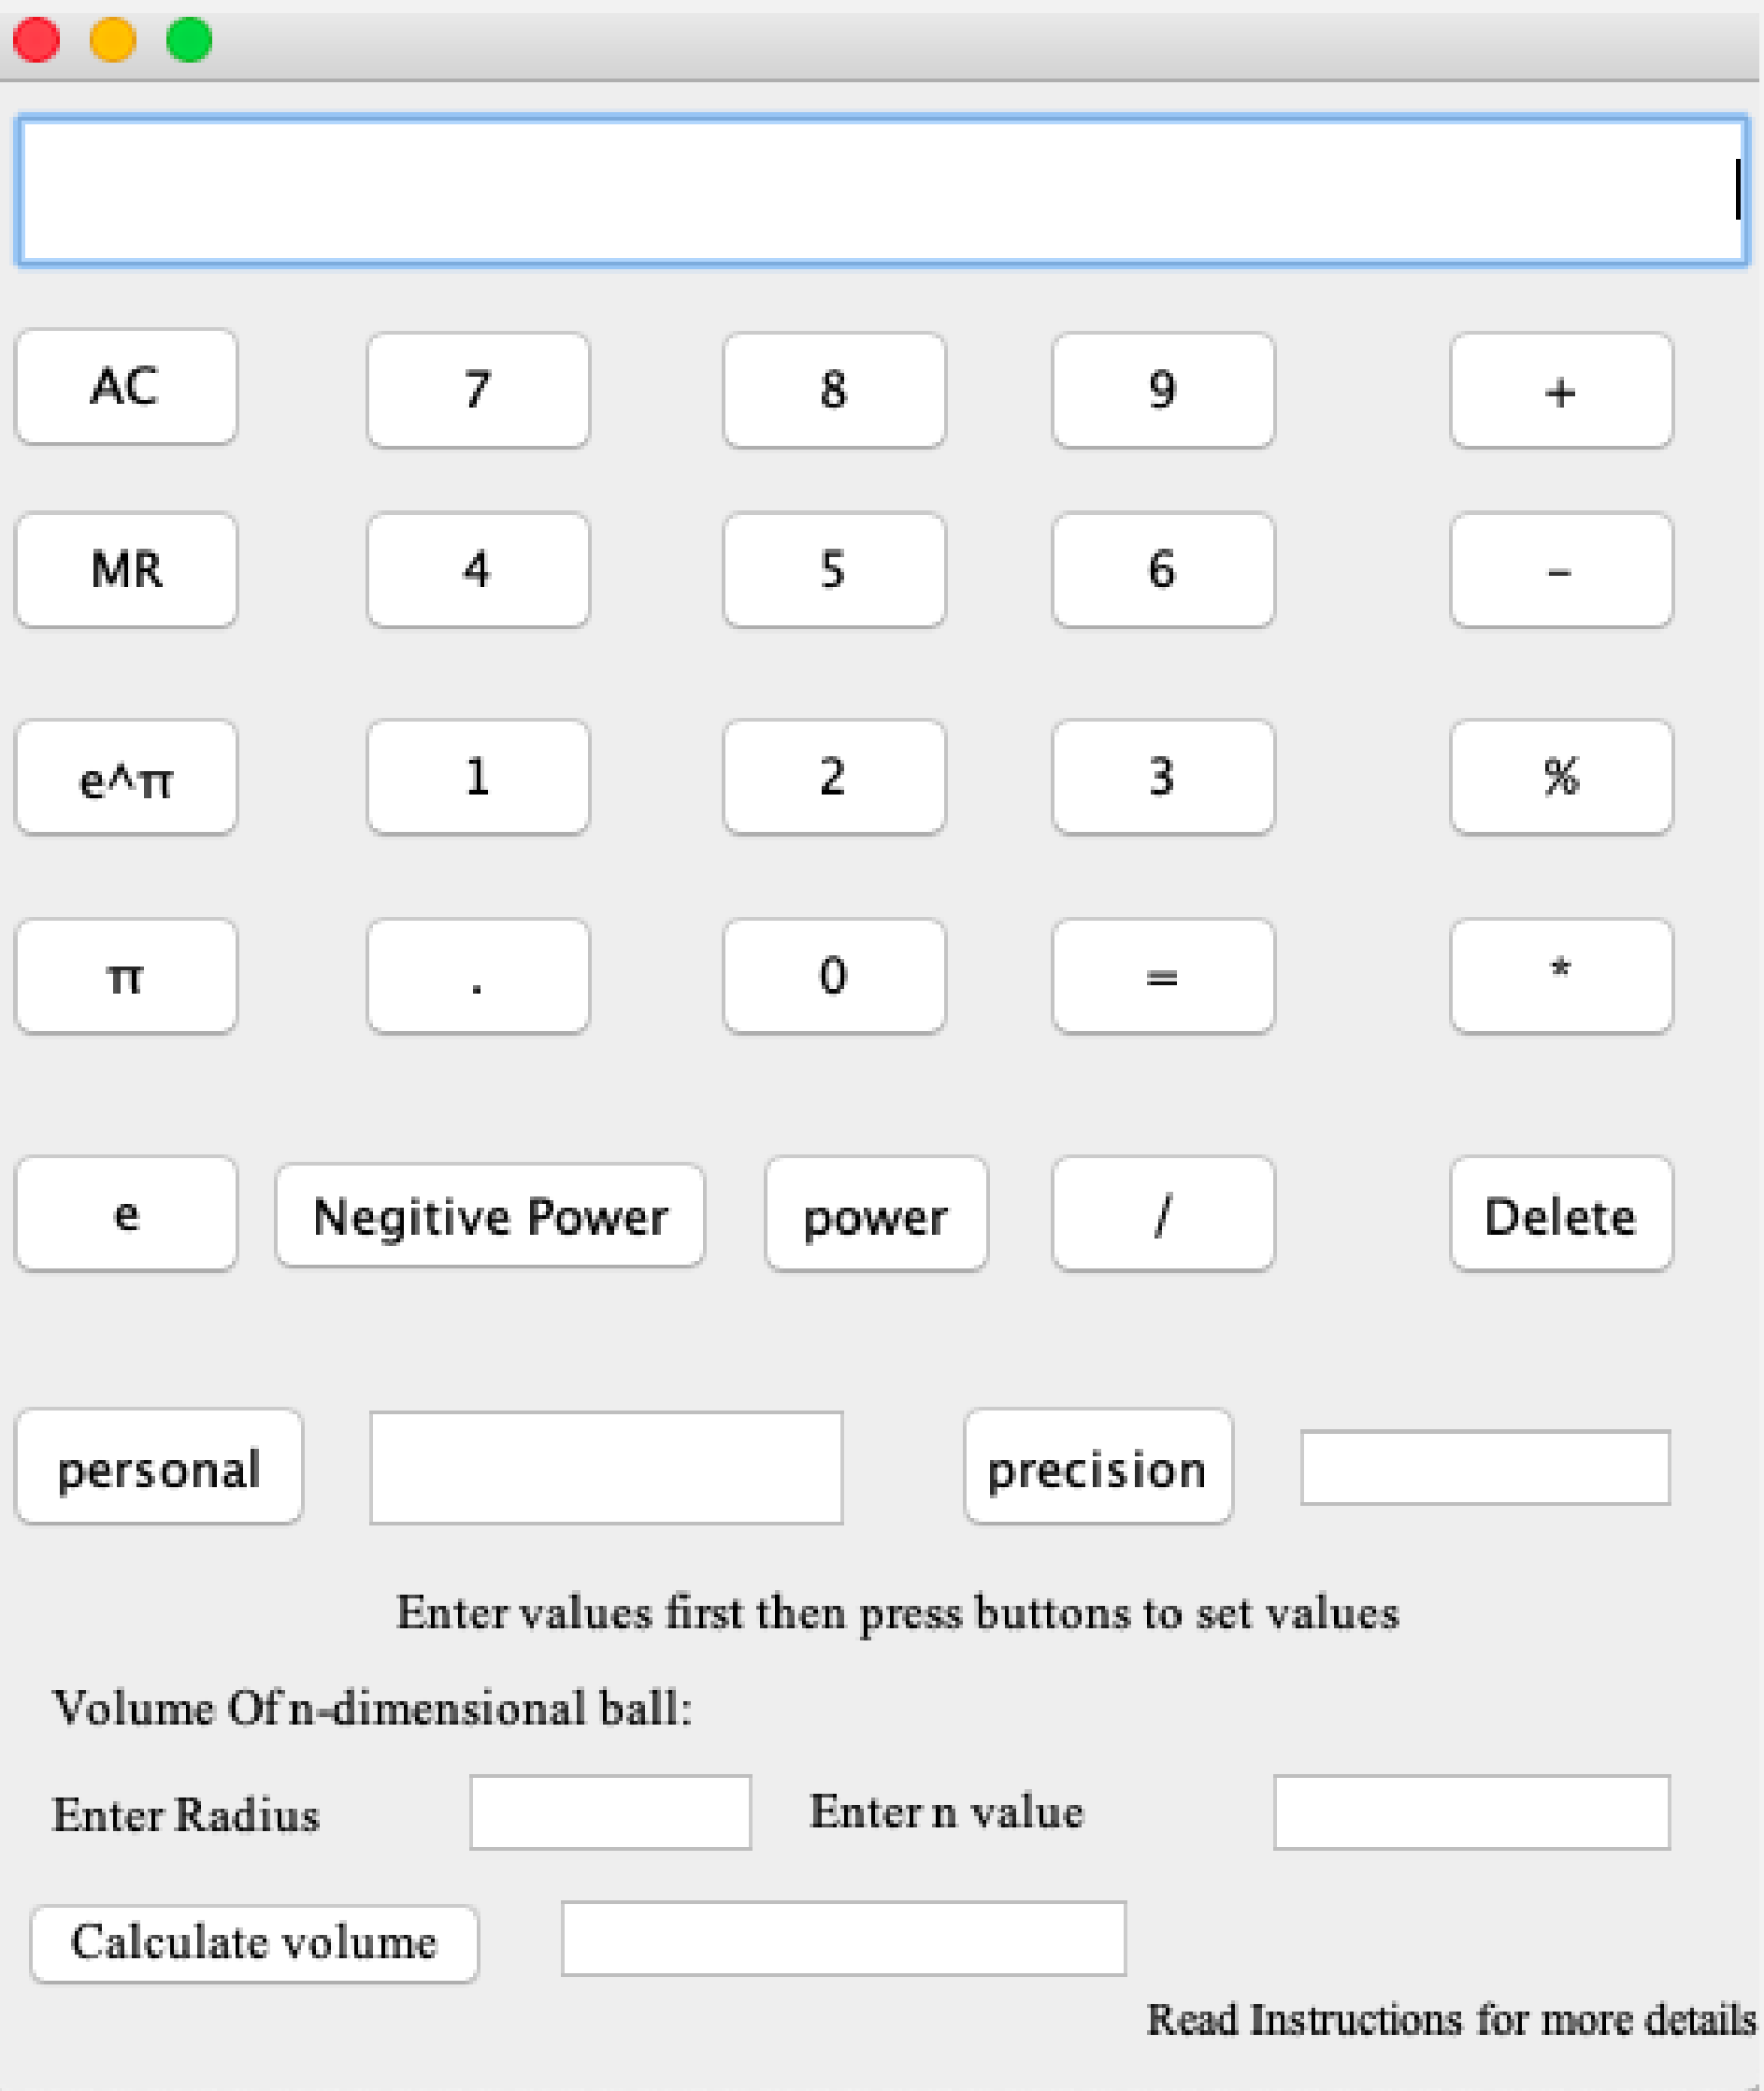 AC 7 8 9 +
MR 4 5 6 -
e^π 1 2 3 %
π . 0 = *
e Negitive Power power / Delete
personal precision
Enter values first then press buttons to set values
Volume Of n-dimensional ball:
Enter Radius Enter n value
Calculate volume
Read Instructions for more details